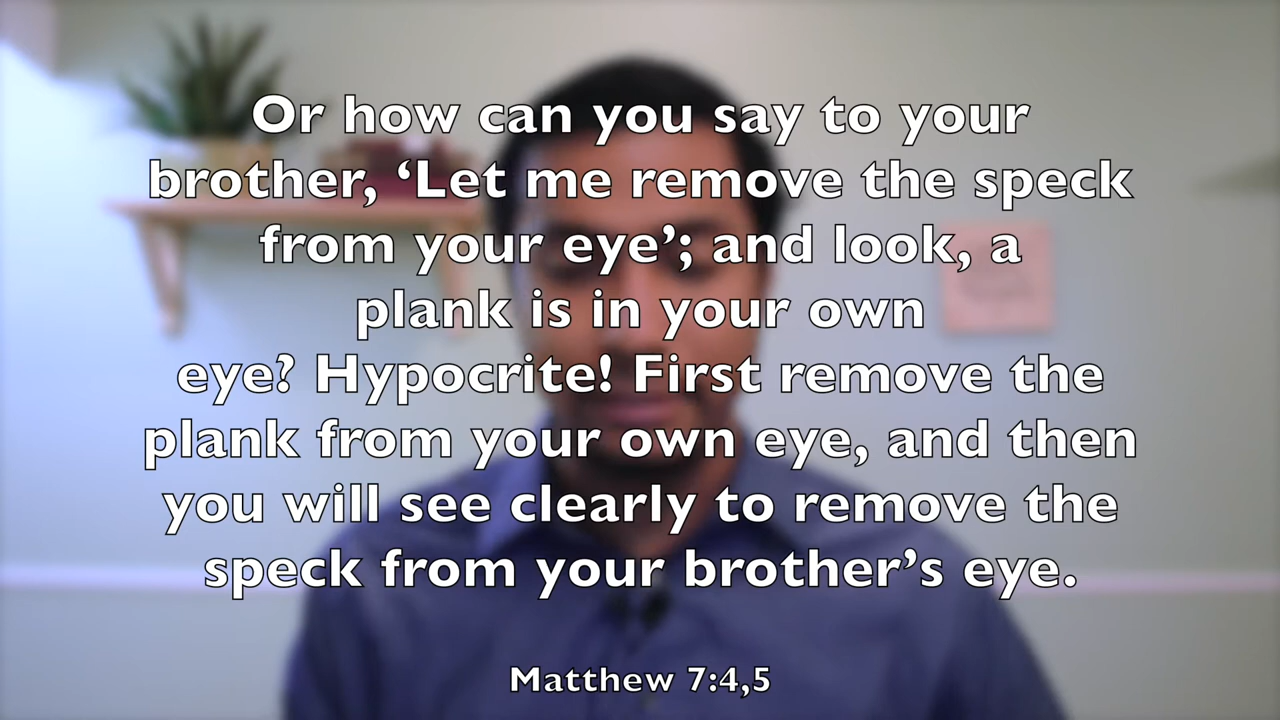 Or how can you say to your
brother, ‘Let me remove the speck
from your eye’; and look, a
plank is in your own
eye? Hypocrite! First remove the
plank from your own eye, and then
you will see clearly to remove the
speck from your brother’s eye.
Matthew 7:4,5